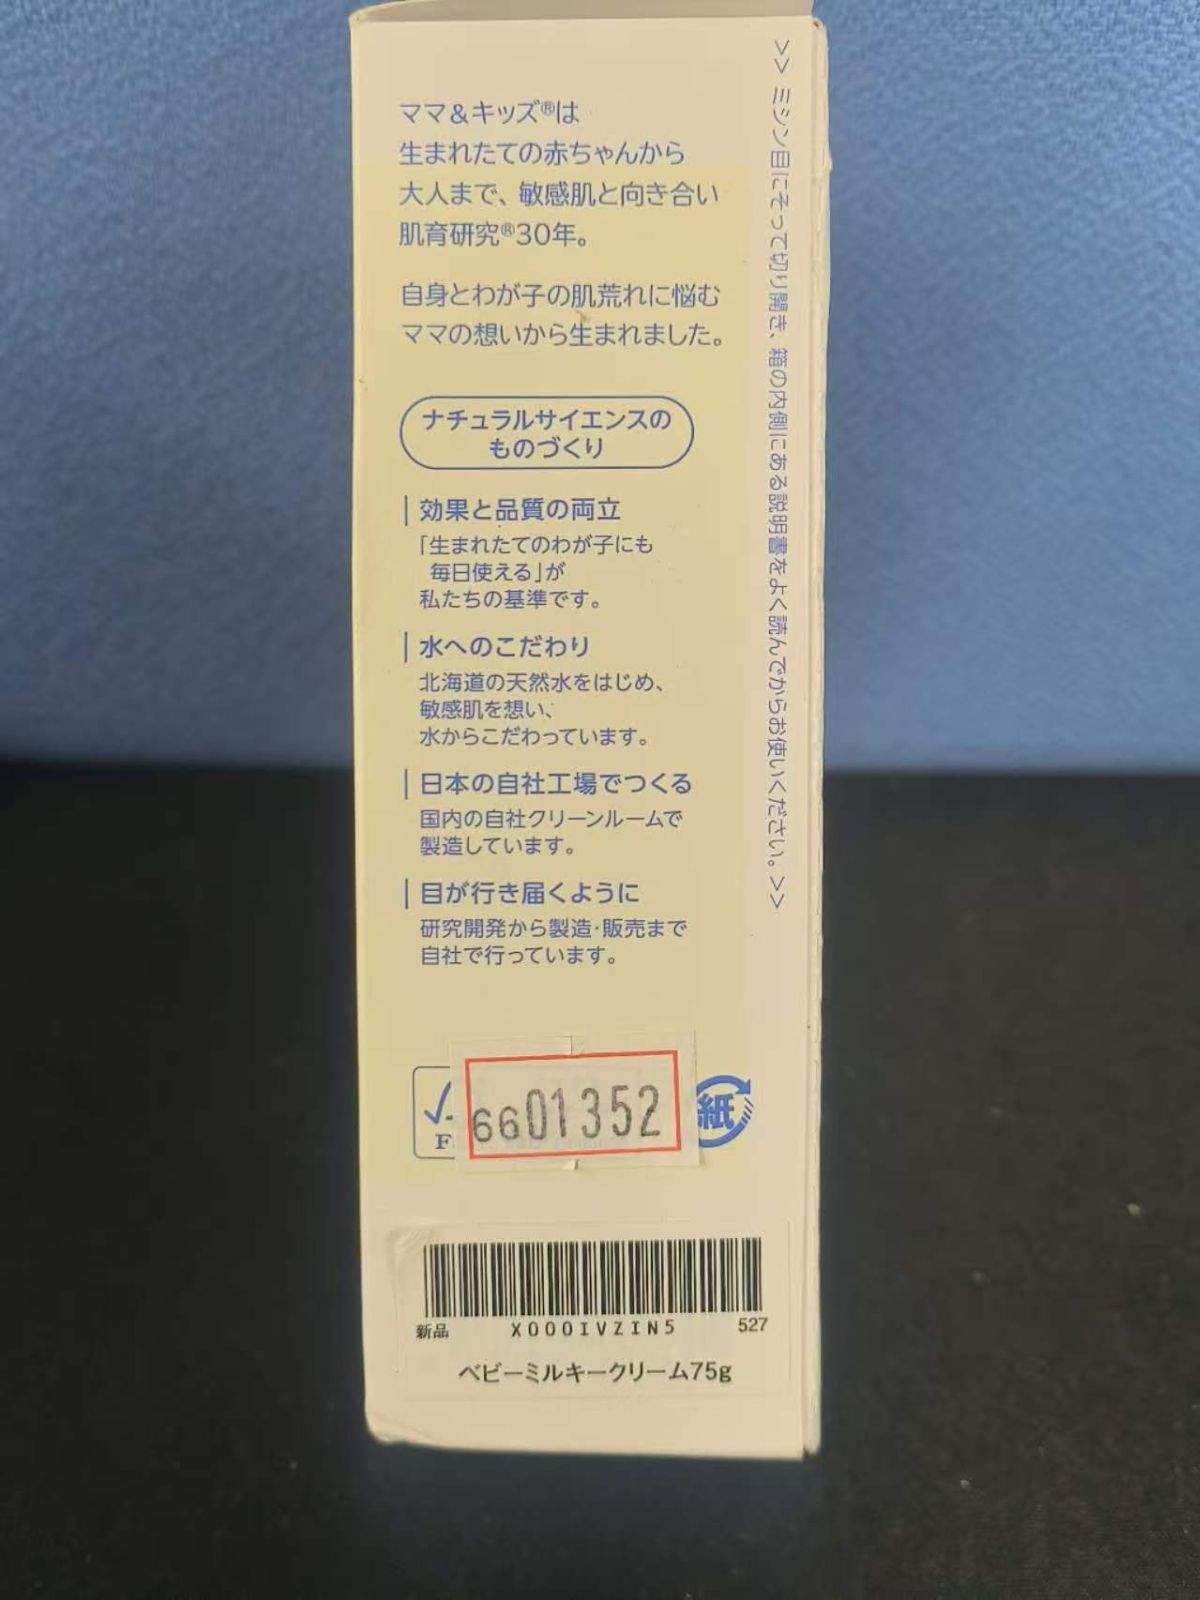 ママ&キッズ®は
生まれたての赤ちゃんから
大人まで、敏感肌と向き合い
肌育研究®30年。
自身とわが子の肌荒れに悩む
ママの想いから生まれました。
ナチュラルサイエンスの
ものづくり
効果と品質の両立
「生まれたてのわが子にも
毎日使える」が
私たちの基準です。
水へのこだわり
北海道の天然水をはじめ、
敏感肌を想い、
水からこだわっています。
日本の自社工場でつくる
国内の自社クリーンルームで
製造しています。
目が行き届くように
研究開発から製造・販売まで
自社で行っています。
>> ミシン目にそって切り開き、箱の内側にある説明書をよく読んでからお使いください。>>
F
6601352
紙
新品 X000IVZIN5 527
ベビーミルキークリーム75g